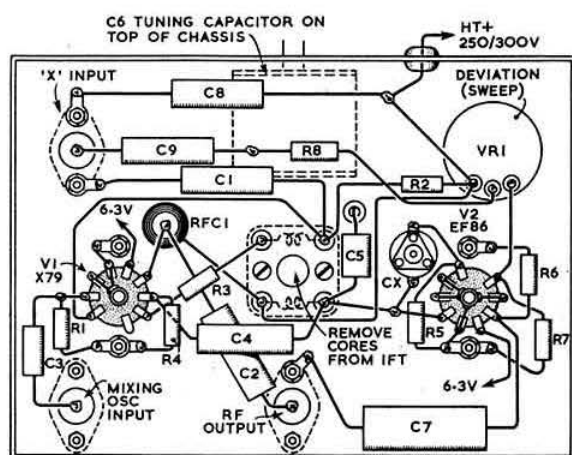 C6 TUNING CAPACITOR ON
TOP OF CHASSIS
HT+
250/300V
'X' INPUT
DEVIATION
(SWEEP)
C8
VR1
C9
R8
C1
R2
6·3V
RFC1
V2
EF86
V1
X79
C5
CX
R6
R3
R1
R4
C4
REMOVE
CORES
FROM IFT
R5
R7
C3
C2
6·3V
MIXING
OSC
INPUT
RF
OUTPUT
C7